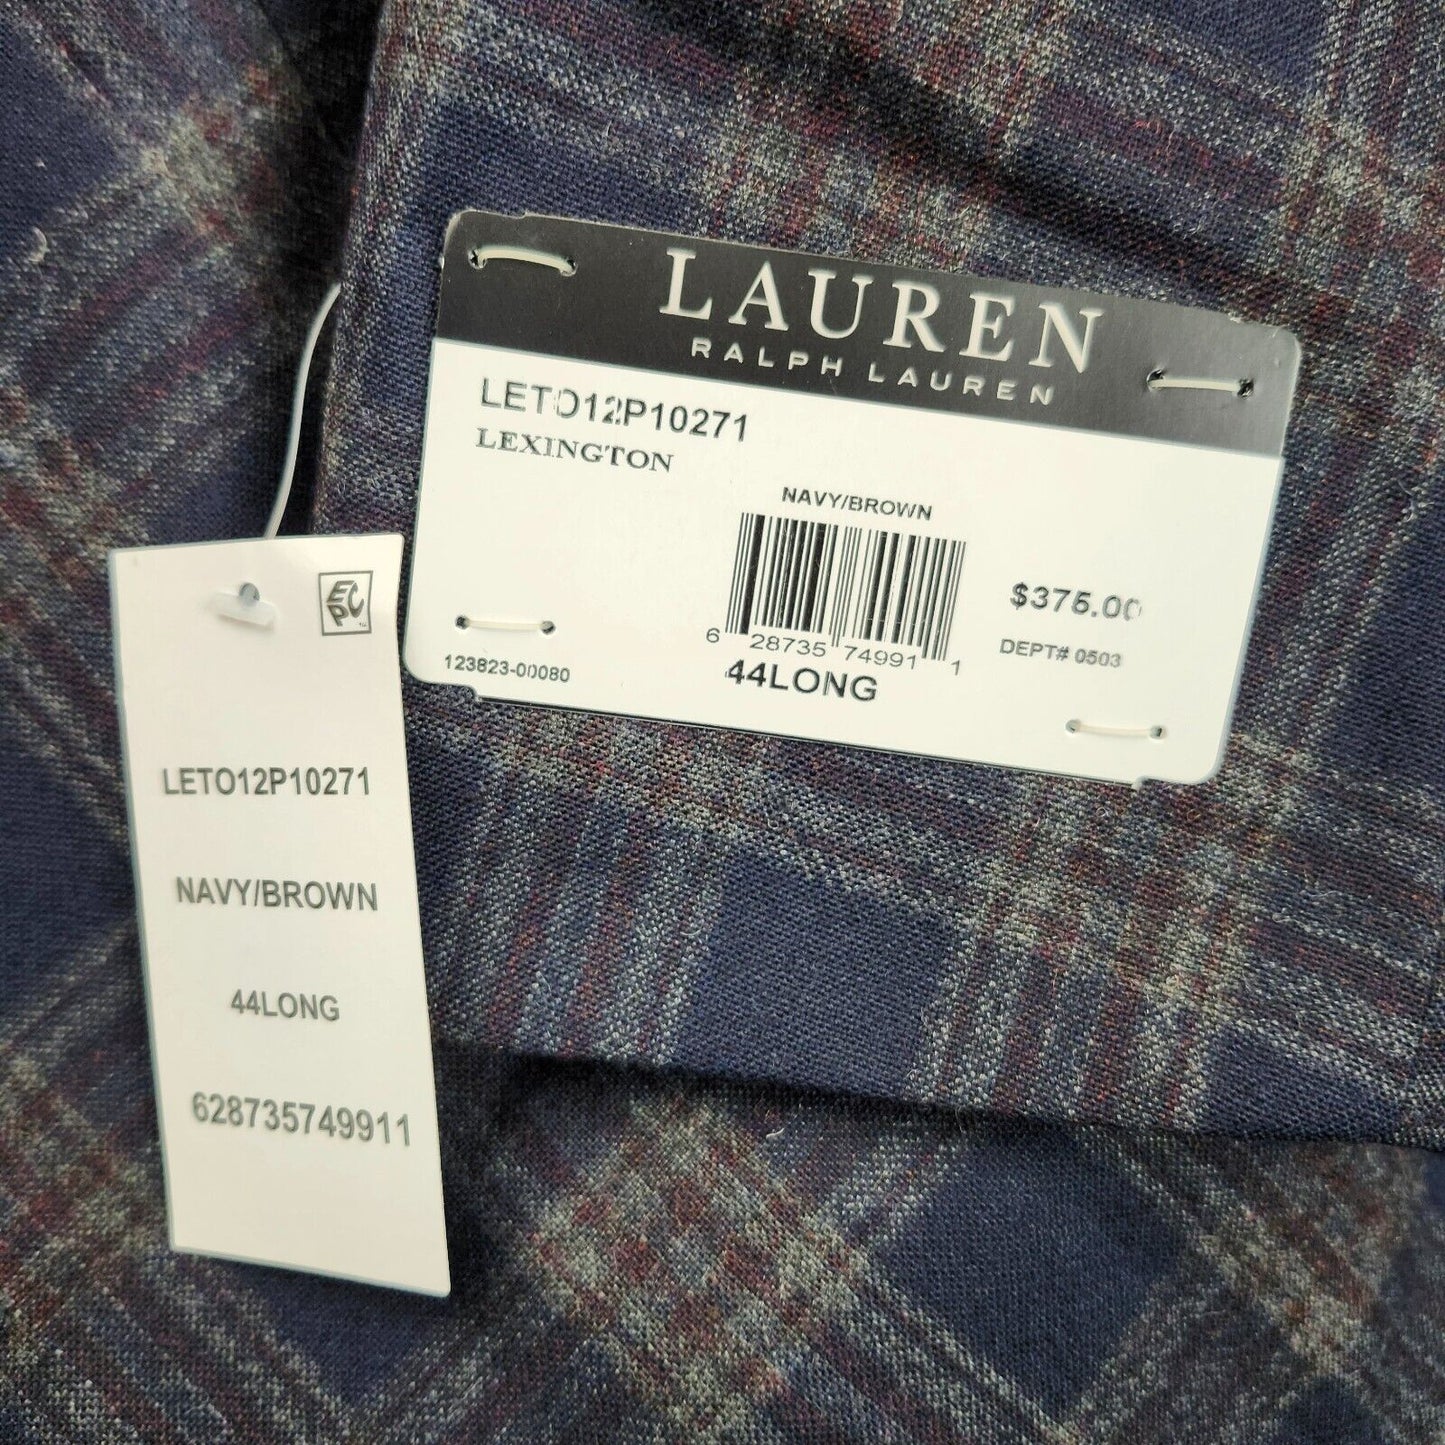 LAUREN
RALPH LAUREN
LETO12P10271
LEXINGTON
NAVY/BROWN
6 28735 74991 1
$375.00
DEPT# 0503
123823-00080
44LONG
EPC
LETO12P10271
NAVY/BROWN
44LONG
628735749911